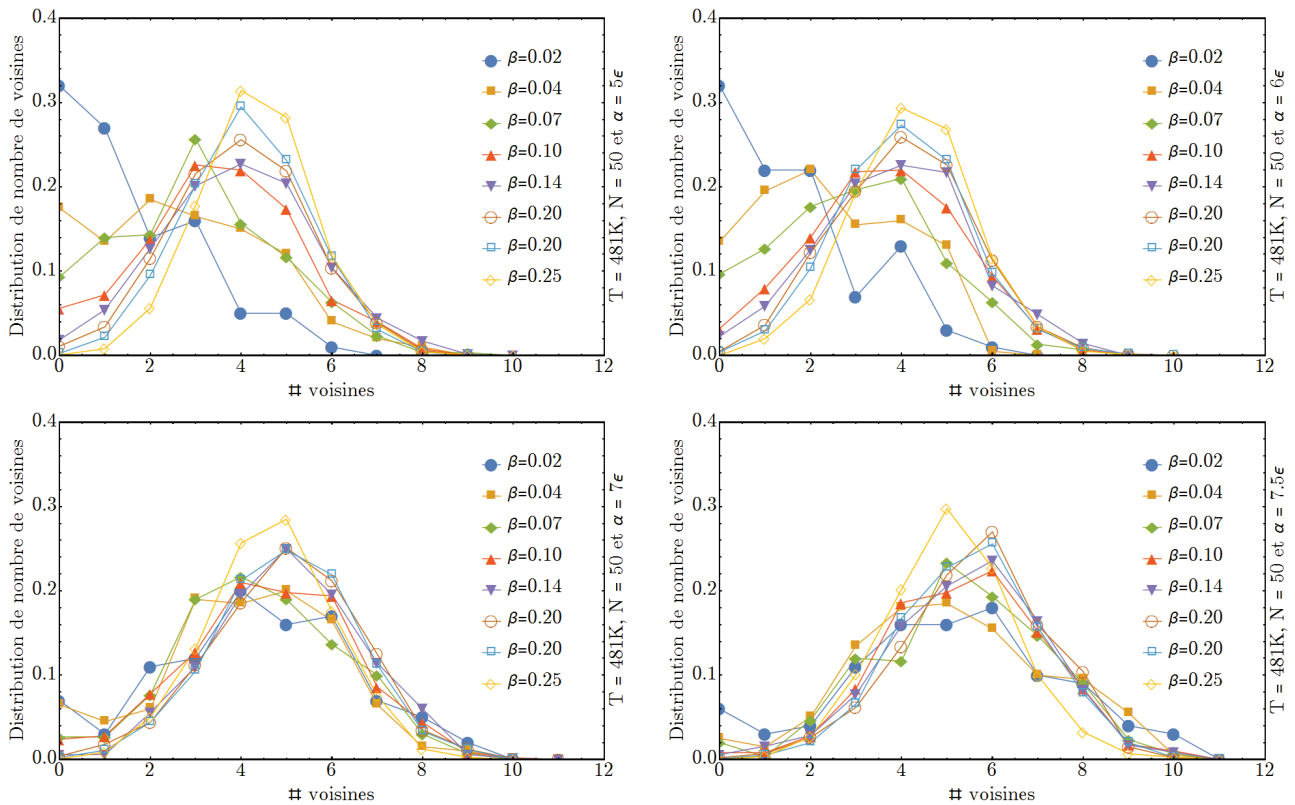 0.4
0.3
0.2
0.1
0.0
Distribution de nombre de voisines
β=0.02
β=0.04
β=0.07
β=0.10
β=0.14
β=0.20
β=0.20
β=0.25
T = 481K, N = 50 et α = 5ϵ
0 2 4 6 8 10 12
# voisines
0.4
0.3
0.2
0.1
0.0
Distribution de nombre de voisines
β=0.02
β=0.04
β=0.07
β=0.10
β=0.14
β=0.20
β=0.20
β=0.25
T = 481K, N = 50 et α = 6ϵ
0 2 4 6 8 10 12
# voisines
0.4
0.3
0.2
0.1
0.0
Distribution de nombre de voisines
β=0.02
β=0.04
β=0.07
β=0.10
β=0.14
β=0.20
β=0.20
β=0.25
T = 481K, N = 50 et α = 7ϵ
0 2 4 6 8 10 12
# voisines
0.4
0.3
0.2
0.1
0.0
Distribution de nombre de voisines
β=0.02
β=0.04
β=0.07
β=0.10
β=0.14
β=0.20
β=0.20
β=0.25
T = 481K, N = 50 et α = 7.5ϵ
0 2 4 6 8 10 12
# voisines